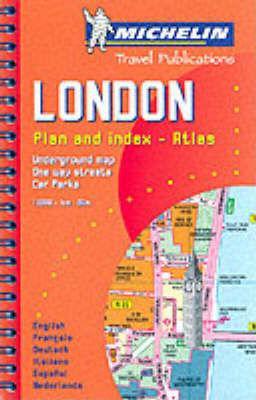 MICHELIN
Travel Publications
LONDON
Plan and index - Atlas
Underground map
One way streets
Car Parks
English
Français
Deutsch
Italiano
Español
Nederlands